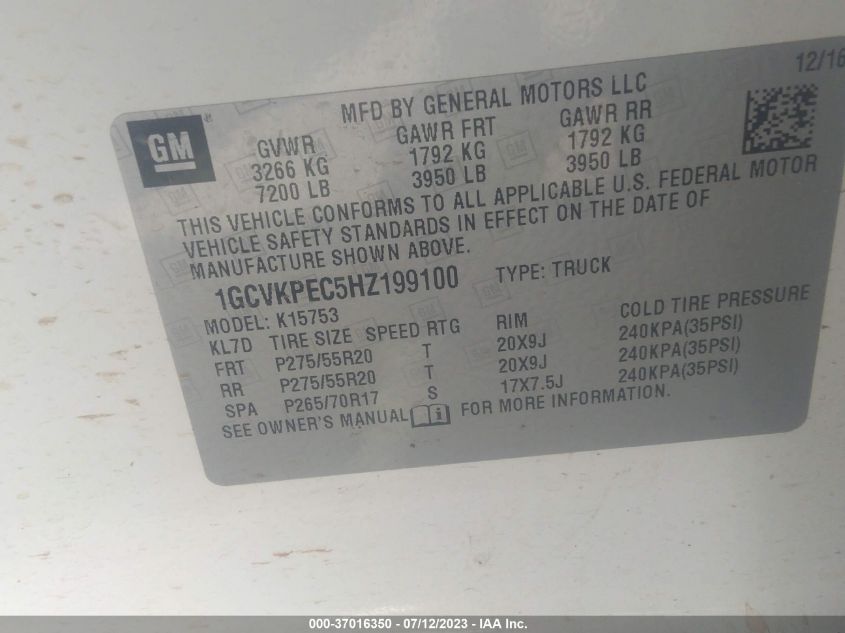 12/16
MFD BY GENERAL MOTORS LLC
GM ®
GVWR GAWR FRT GAWR RR
3266 KG 1792 KG 1792 KG
7200 LB 3950 LB 3950 LB
THIS VEHICLE CONFORMS TO ALL APPLICABLE U.S. FEDERAL MOTOR
VEHICLE SAFETY STANDARDS IN EFFECT ON THE DATE OF
MANUFACTURE SHOWN ABOVE.
1GCVKPEC5HZ199100 TYPE: TRUCK
MODEL: K15753
KL7D TIRE SIZE SPEED RTG RIM COLD TIRE PRESSURE
FRT P275/55R20 T 20X9J 240KPA(35PSI)
RR P275/55R20 T 20X9J 240KPA(35PSI)
SPA P265/70R17 S 17X7.5J 240KPA(35PSI)
SEE OWNER'S MANUAL i FOR MORE INFORMATION.
000-37016350 - 07/12/2023 - IAA Inc.